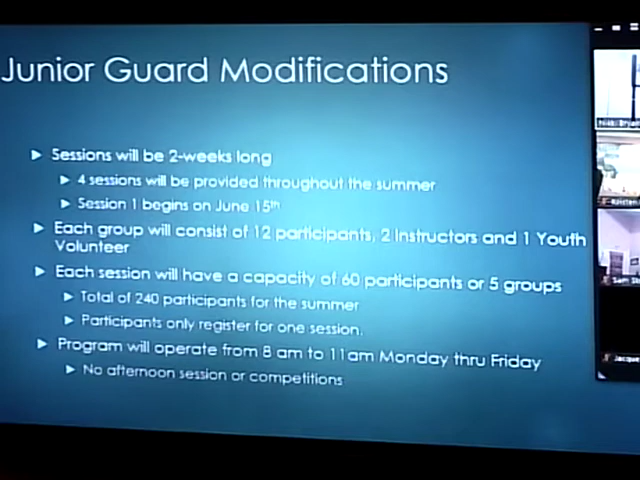 Junior Guard Modifications
Sessions will be 2-weeks long
4 sessions will be provided throughout the summer
Session 1 begins on June 15th
Each group will consist of 12 participants, 2 Instructors and 1 Youth
Volunteer
Each session will have a capacity of 60 participants or 5 groups
Total of 240 participants for the summer
Participants only register for one session.
Program will operate from 8 am to 11am Monday thru Friday
No afternoon session or competitions
Jacque